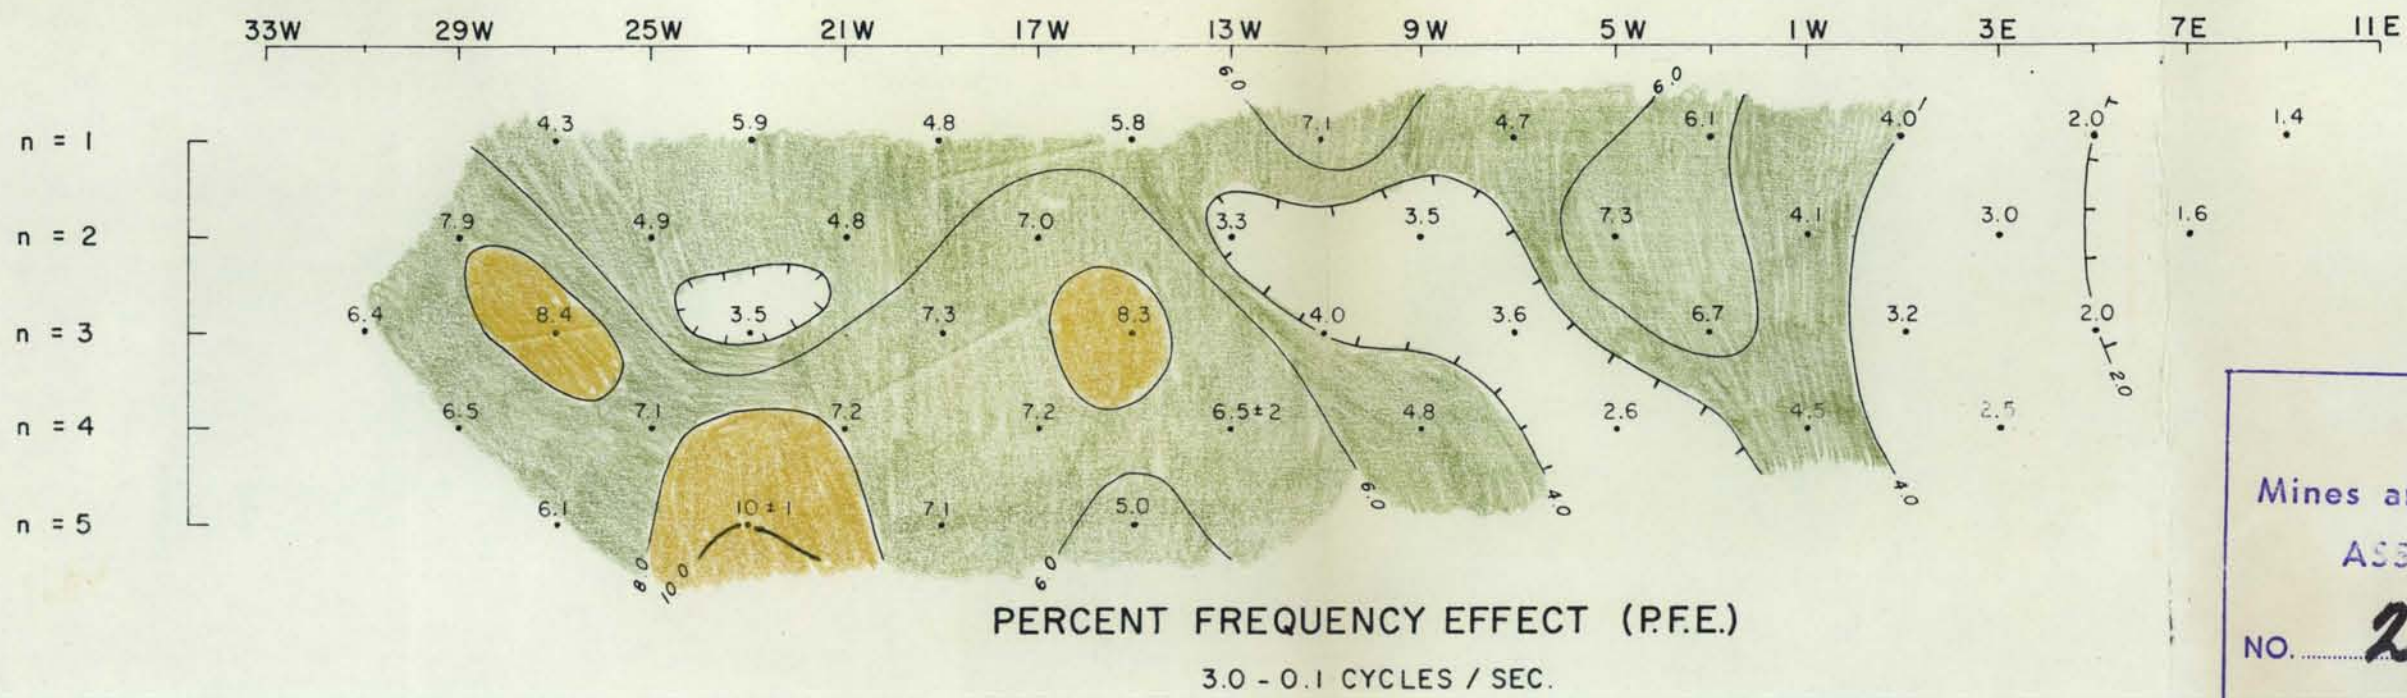 33W 29W 25W 21W 17W 13W 9W 5W 1W 3E 7E 11E
6.0 6.0
n = 1 4.3 5.9 4.8 5.8 7.1 4.7 6.1 4.0 2.0 1.4
n = 2 7.9 4.9 4.8 7.0 3.3 3.5 7.3 4.1 3.0 1.6
n = 3 6.4 8.4 3.5 7.3 8.3 4.0 3.6 6.7 3.2 2.0
2.0
n = 4 6.5 7.1 7.2 7.2 6.5±2 4.8 2.6 4.5 2.5
6.0 4.0 4.0
n = 5 6.1 10±1 7.1 5.0
8.0 10.0 6.0
PERCENT FREQUENCY EFFECT (P.F.E.)
3.0 - 0.1 CYCLES / SEC.
Mines
NO. 2